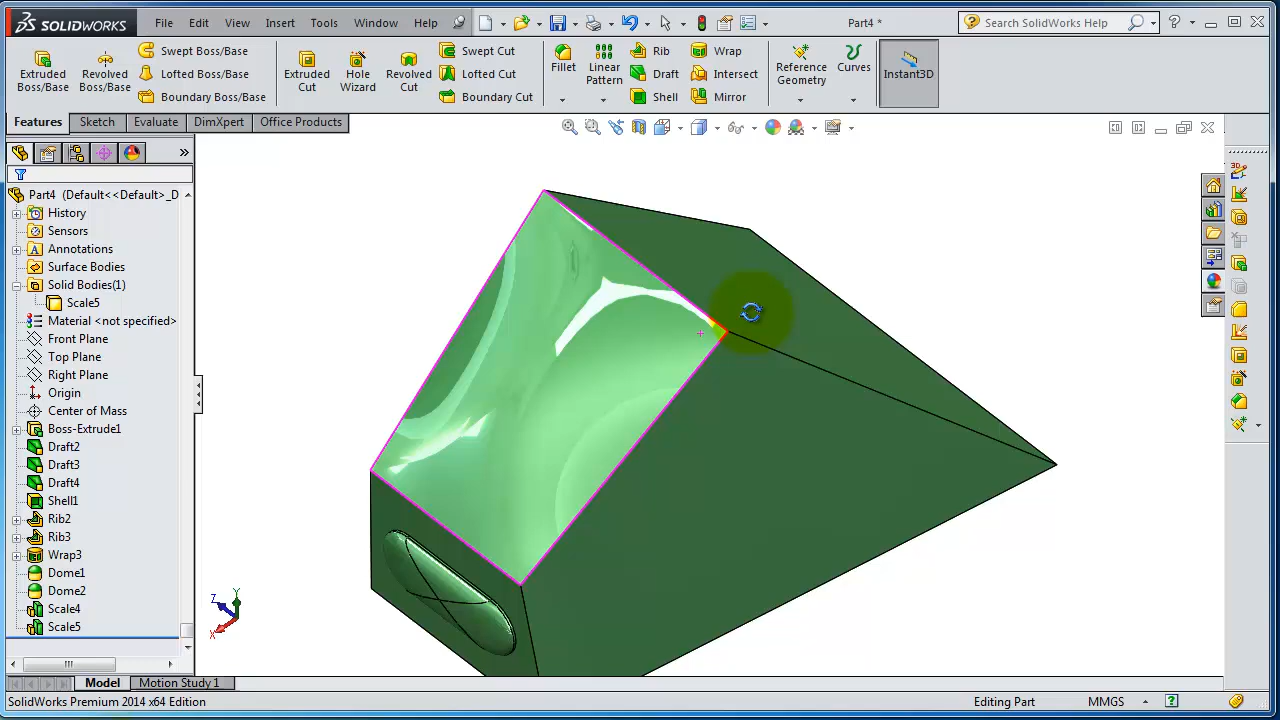 SOLIDWORKS
File Edit View Insert Tools Window Help
Part4 *
Search SolidWorks Help
Extruded Boss/Base
Revolved Boss/Base
Swept Boss/Base
Lofted Boss/Base
Boundary Boss/Base
Extruded Cut
Hole Wizard
Revolved Cut
Swept Cut
Lofted Cut
Boundary Cut
Fillet
Linear Pattern
Rib
Draft
Shell
Wrap
Intersect
Mirror
Reference Geometry
Curves
Instant3D
Features Sketch Evaluate DimXpert Office Products
Part4 (Default<<Default>_D
History
Sensors
Annotations
Surface Bodies
Solid Bodies(1)
Scale5
Material <not specified>
Front Plane
Top Plane
Right Plane
Origin
Center of Mass
Boss-Extrude1
Draft2
Draft3
Draft4
Shell1
Rib2
Rib3
Wrap3
Dome1
Dome2
Scale4
Scale5
Y
Z
X
Model Motion Study 1
SolidWorks Premium 2014 x64 Edition
Editing Part
MMGS